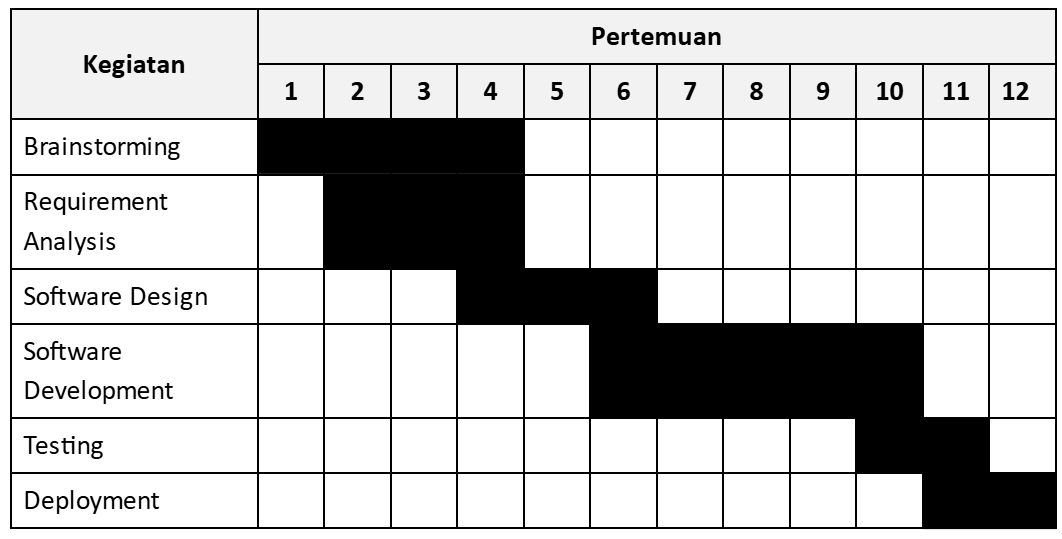 Kegiatan
Pertemuan
1 2 3 4 5 6 7 8 9 10 11 12
Brainstorming
Requirement
Analysis
Software Design
Software
Development
Testing
Deployment